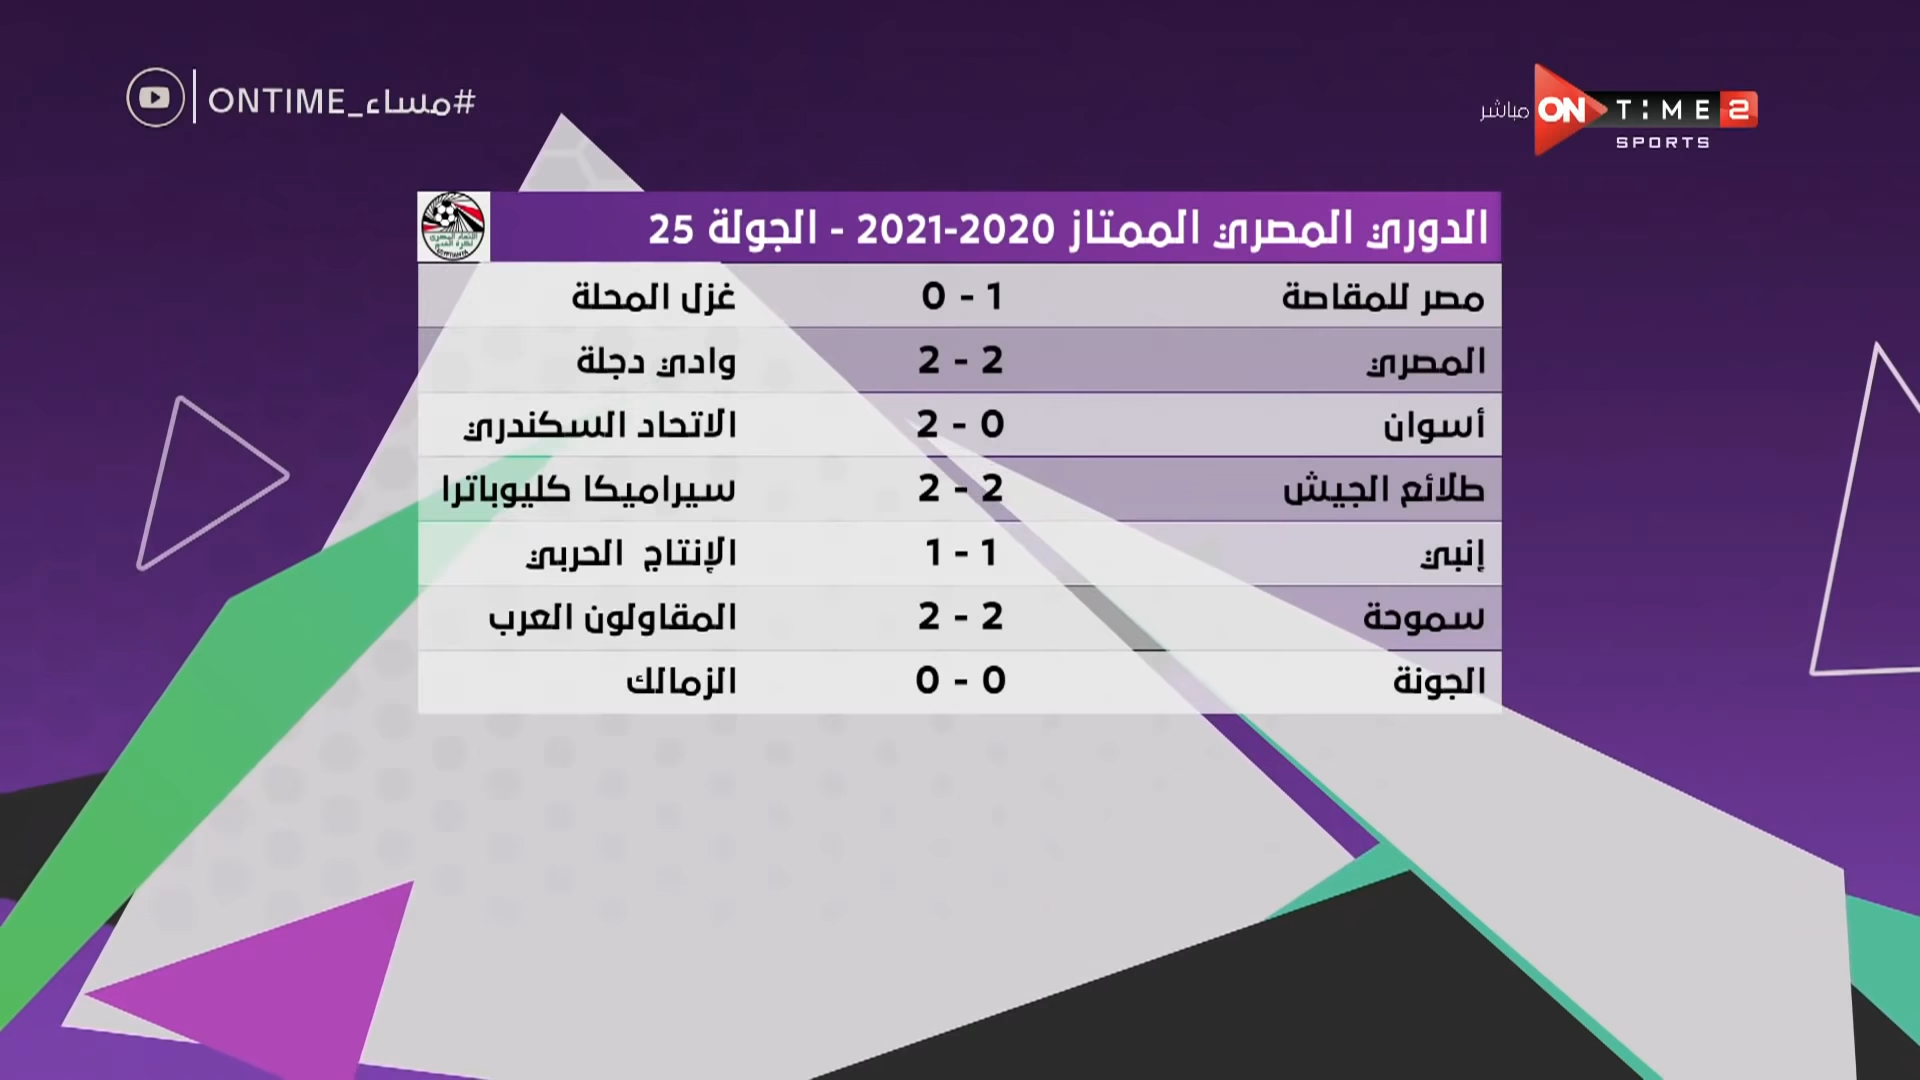 #مساء_ONTIME
مباشر ON TIME 2
SPORTS
الدوري المصري الممتاز 2020-2021 - الجولة 25
مصر للمقاصة 1 - 0 غزل المحلة
المصري 2 - 2 وادي دجلة
أسوان 0 - 2 الاتحاد السكندري
طلائع الجيش 2 - 2 سيراميكا كليوباترا
إنبي 1 - 1 الإنتاج الحربي
سموحة 2 - 2 المقاولون العرب
الجونة 0 - 0 الزمالك